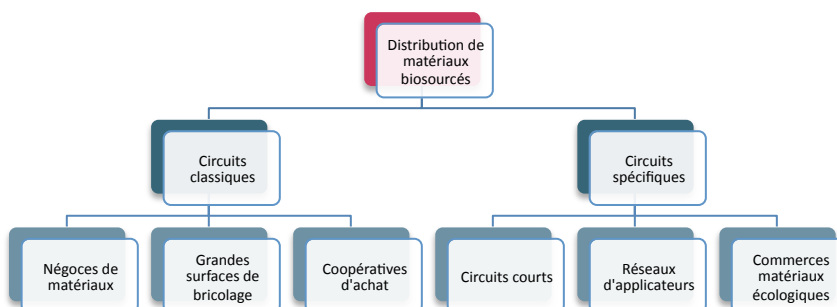 Distribution de
matériaux
biosourcés
Circuits
classiques
Circuits
spécifiques
Négoces de
matériaux
Grandes
surfaces de
bricolage
Coopératives
d'achat
Circuits courts
Réseaux
d'applicateurs
Commerces
matériaux
écologiques